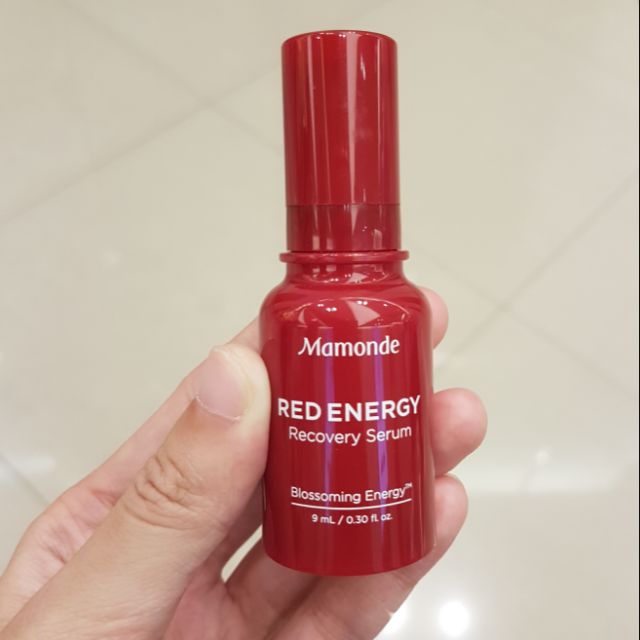 Mamonde
RED ENERGY
Recovery Serum
Blossoming Energy™
9 mL / 0.30 fl. oz.